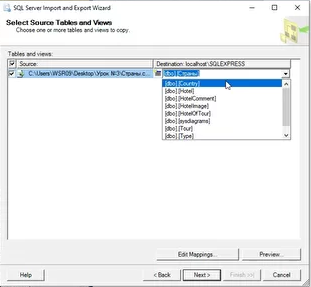 SQL Server Import and Export Wizard
Select Source Tables and Views
Choose one or more tables and views to copy.
Tables and views:
Source: Destination: localhost\SQLEXPRESS
C:\Users\WSR09\Desktop\Урок №3\Страны.c... [dbo].[Страны]
[dbo].[Country]
[dbo].[Hotel]
[dbo].[HotelComment]
[dbo].[HotelImage]
[dbo].[HotelOfTour]
[dbo].[sysdiagrams]
[dbo].[Tour]
[dbo].[Type]
Edit Mappings... Preview...
Help < Back Next > Finish >>| Cancel